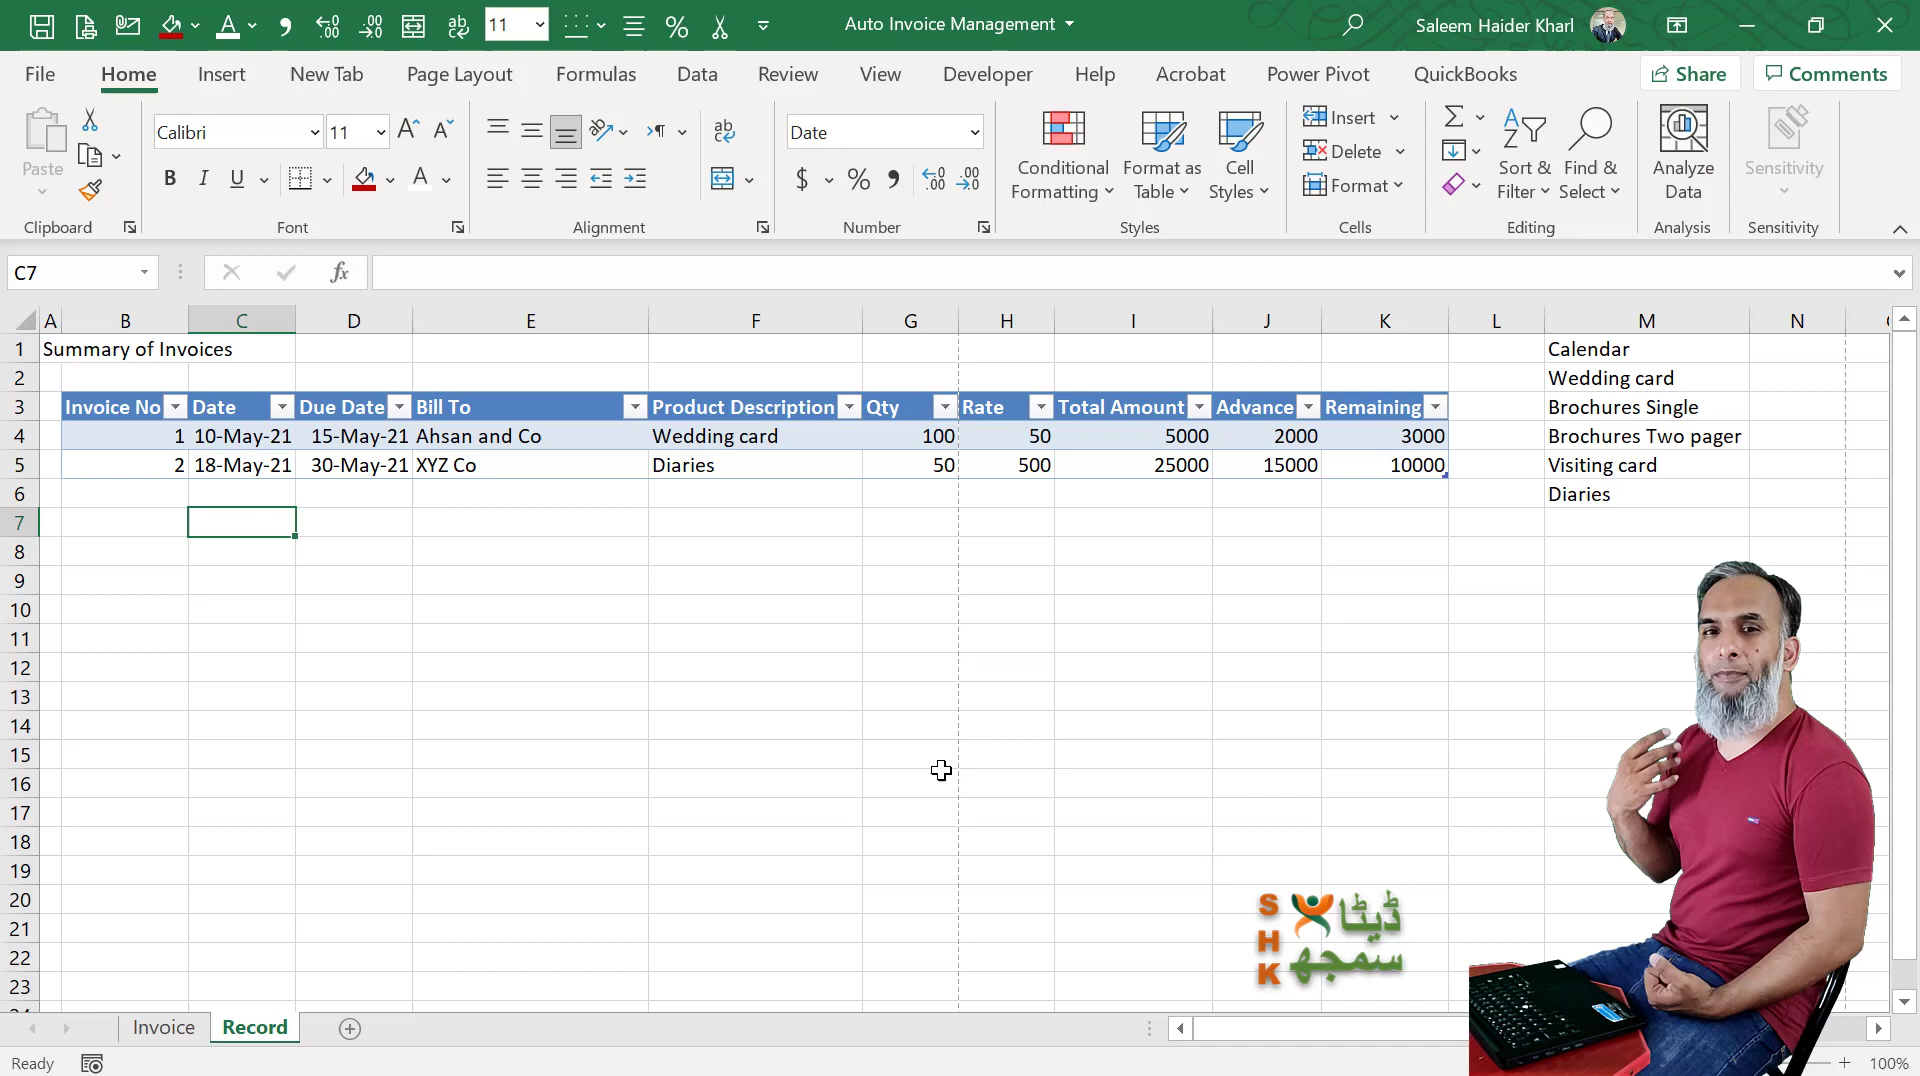 11
Auto Invoice Management
Saleem Haider Kharl
File Home Insert New Tab Page Layout Formulas Data Review View Developer Help Acrobat Power Pivot QuickBooks Share Comments
Paste
Calibri 11
B I U
Date
Conditional Formatting
Format as Table
Cell Styles
Insert
Delete
Format
Sort & Filter
Find & Select
Analyze Data
Sensitivity
Clipboard Font Alignment Number Styles Cells Editing Analysis Sensitivity
C7 fx
A B C D E F G H I J K L M N
1 Summary of Invoices Calendar
2 Wedding card
3 Invoice No Date Due Date Bill To Product Description Qty Rate Total Amount Advance Remaining Brochures Single
4 1 10-May-21 15-May-21 Ahsan and Co Wedding card 100 50 5000 2000 3000 Brochures Two pager
5 2 18-May-21 30-May-21 XYZ Co Diaries 50 500 25000 15000 10000 Visiting card
6 Diaries
7
8
9
10
11
12
13
14
15
16
17
18
19
20
21
22
23
SHK
ڈیٹا
سمجھ
Invoice Record
Ready 100%